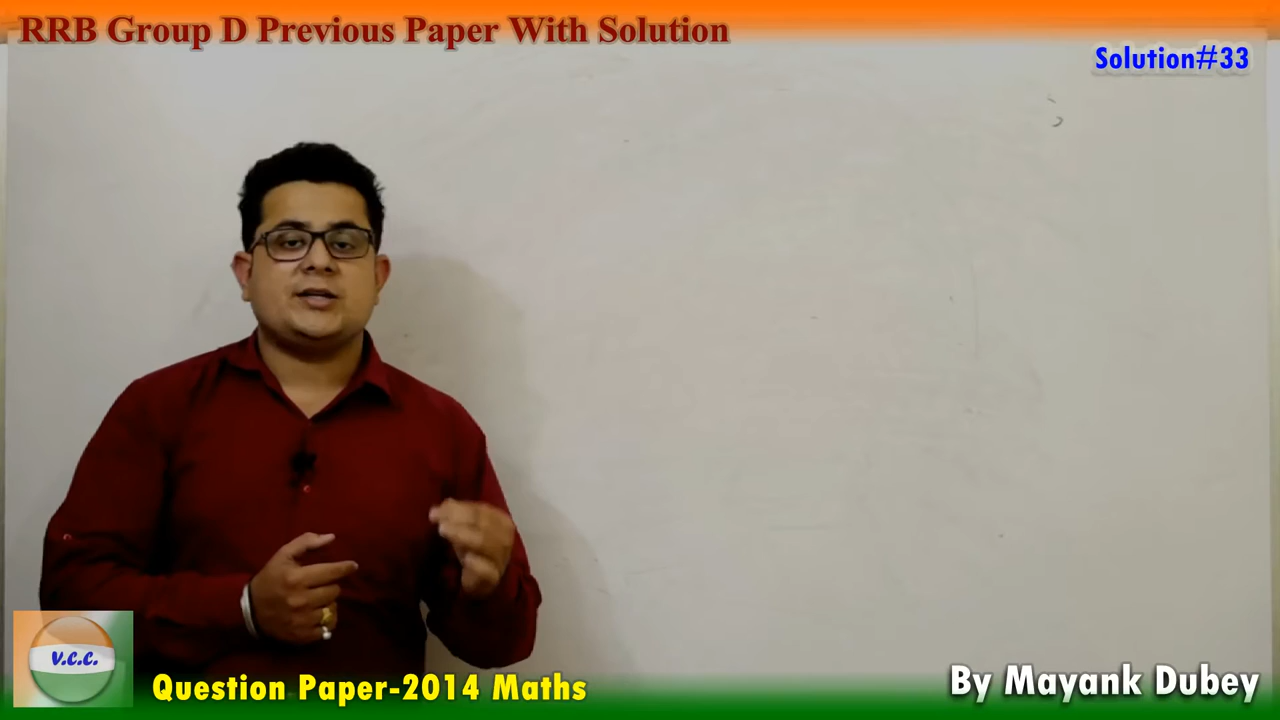 RRB Group D Previous Paper With Solution
Solution#33
V.C.C.
Question Paper-2014 Maths
By Mayank Dubey